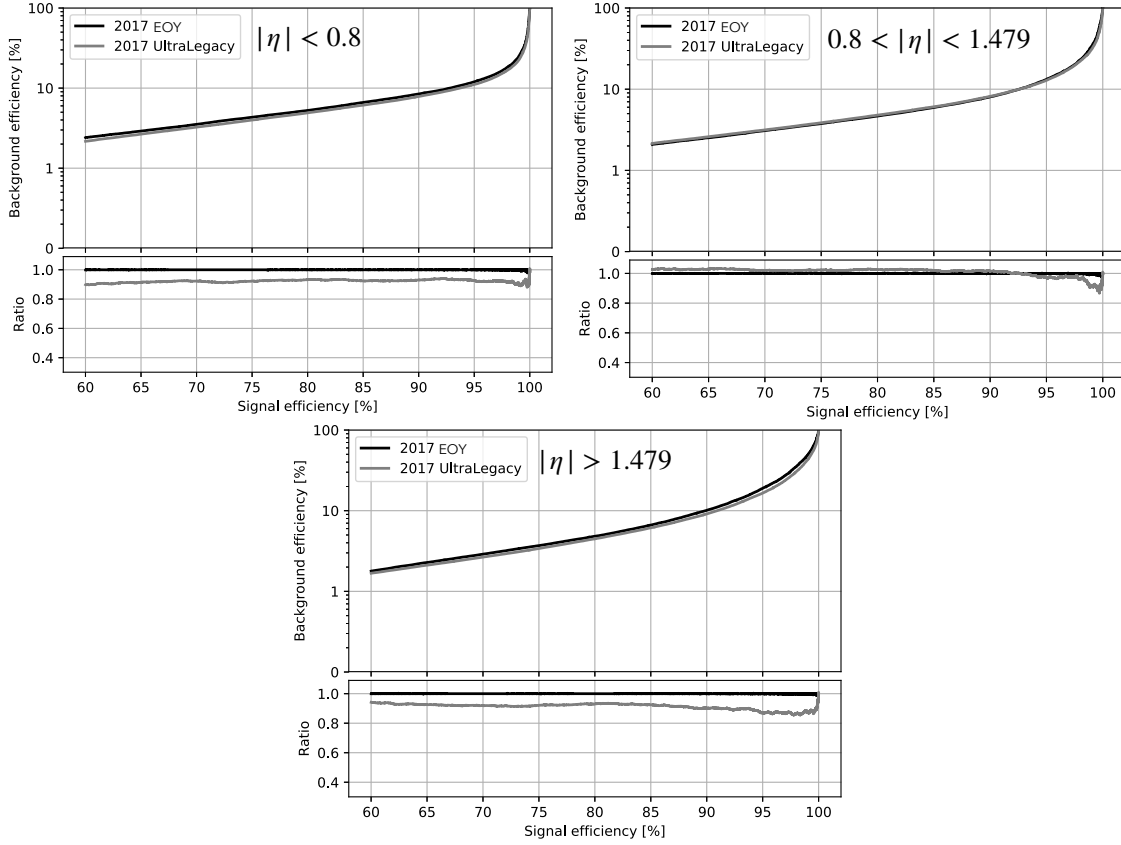 2017 EOY
2017 UltraLegacy
|η| < 0.8
Background efficiency [%]
100
10
1
0
Ratio
1.0
0.8
0.6
0.4
60 65 70 75 80 85 90 95 100
Signal efficiency [%]
2017 EOY
2017 UltraLegacy
0.8 < |η| < 1.479
Background efficiency [%]
100
10
1
0
Ratio
1.0
0.8
0.6
0.4
60 65 70 75 80 85 90 95 100
Signal efficiency [%]
2017 EOY
2017 UltraLegacy
|η| > 1.479
Background efficiency [%]
100
10
1
0
Ratio
1.0
0.8
0.6
0.4
60 65 70 75 80 85 90 95 100
Signal efficiency [%]